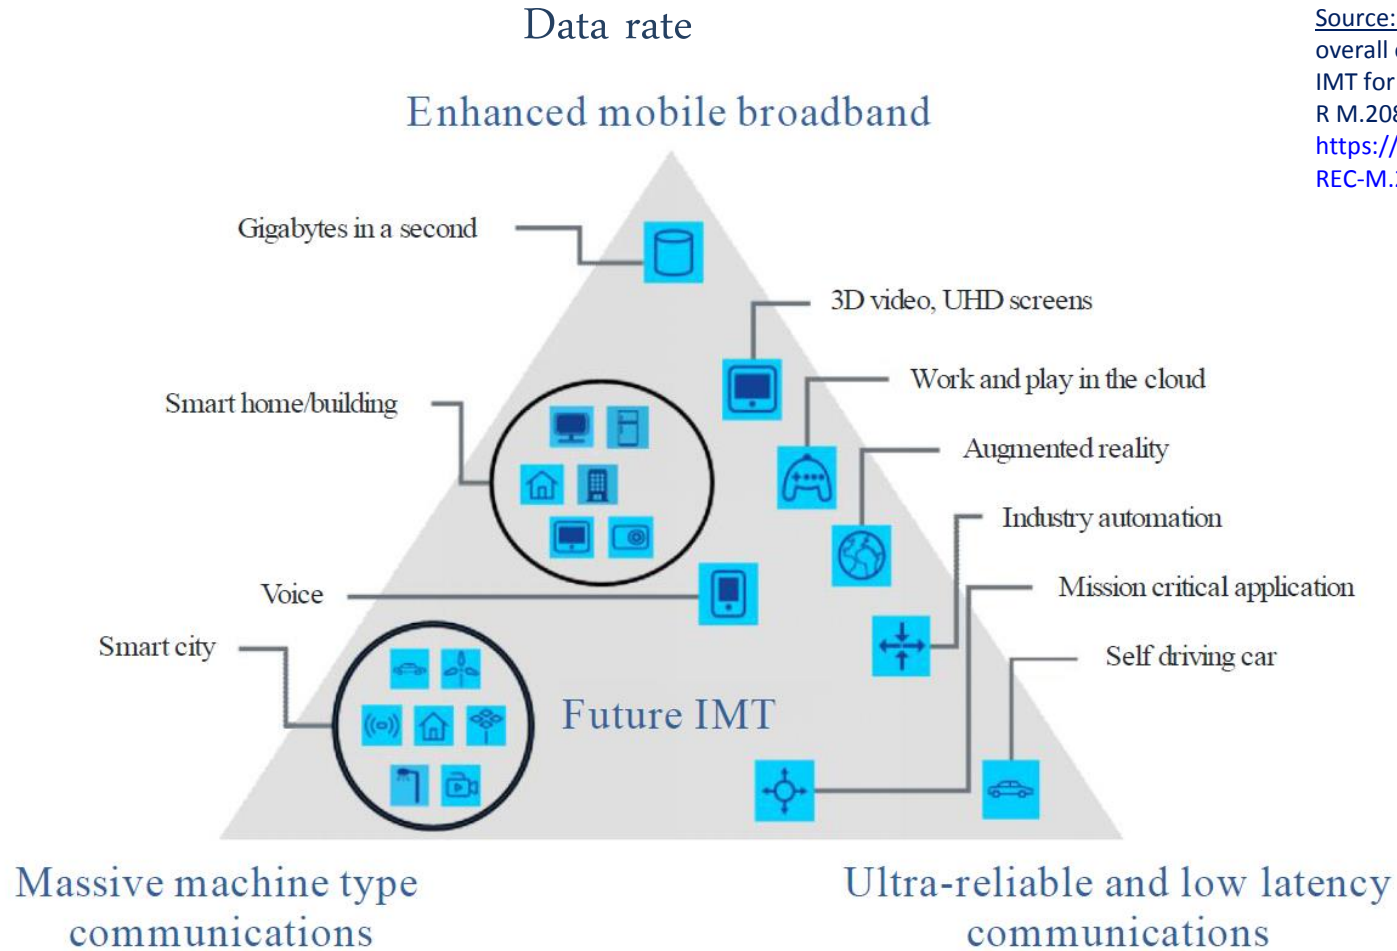 Data rate
Source:
overall
IMT for
R M.208
https://
REC-M.2
Enhanced mobile broadband
Gigabytes in a second
3D video, UHD screens
Work and play in the cloud
Smart home/building
Augmented reality
Industry automation
Mission critical application
Voice
Smart city
Self driving car
Future IMT
Massive machine type
communications
Ultra-reliable and low latency
communications